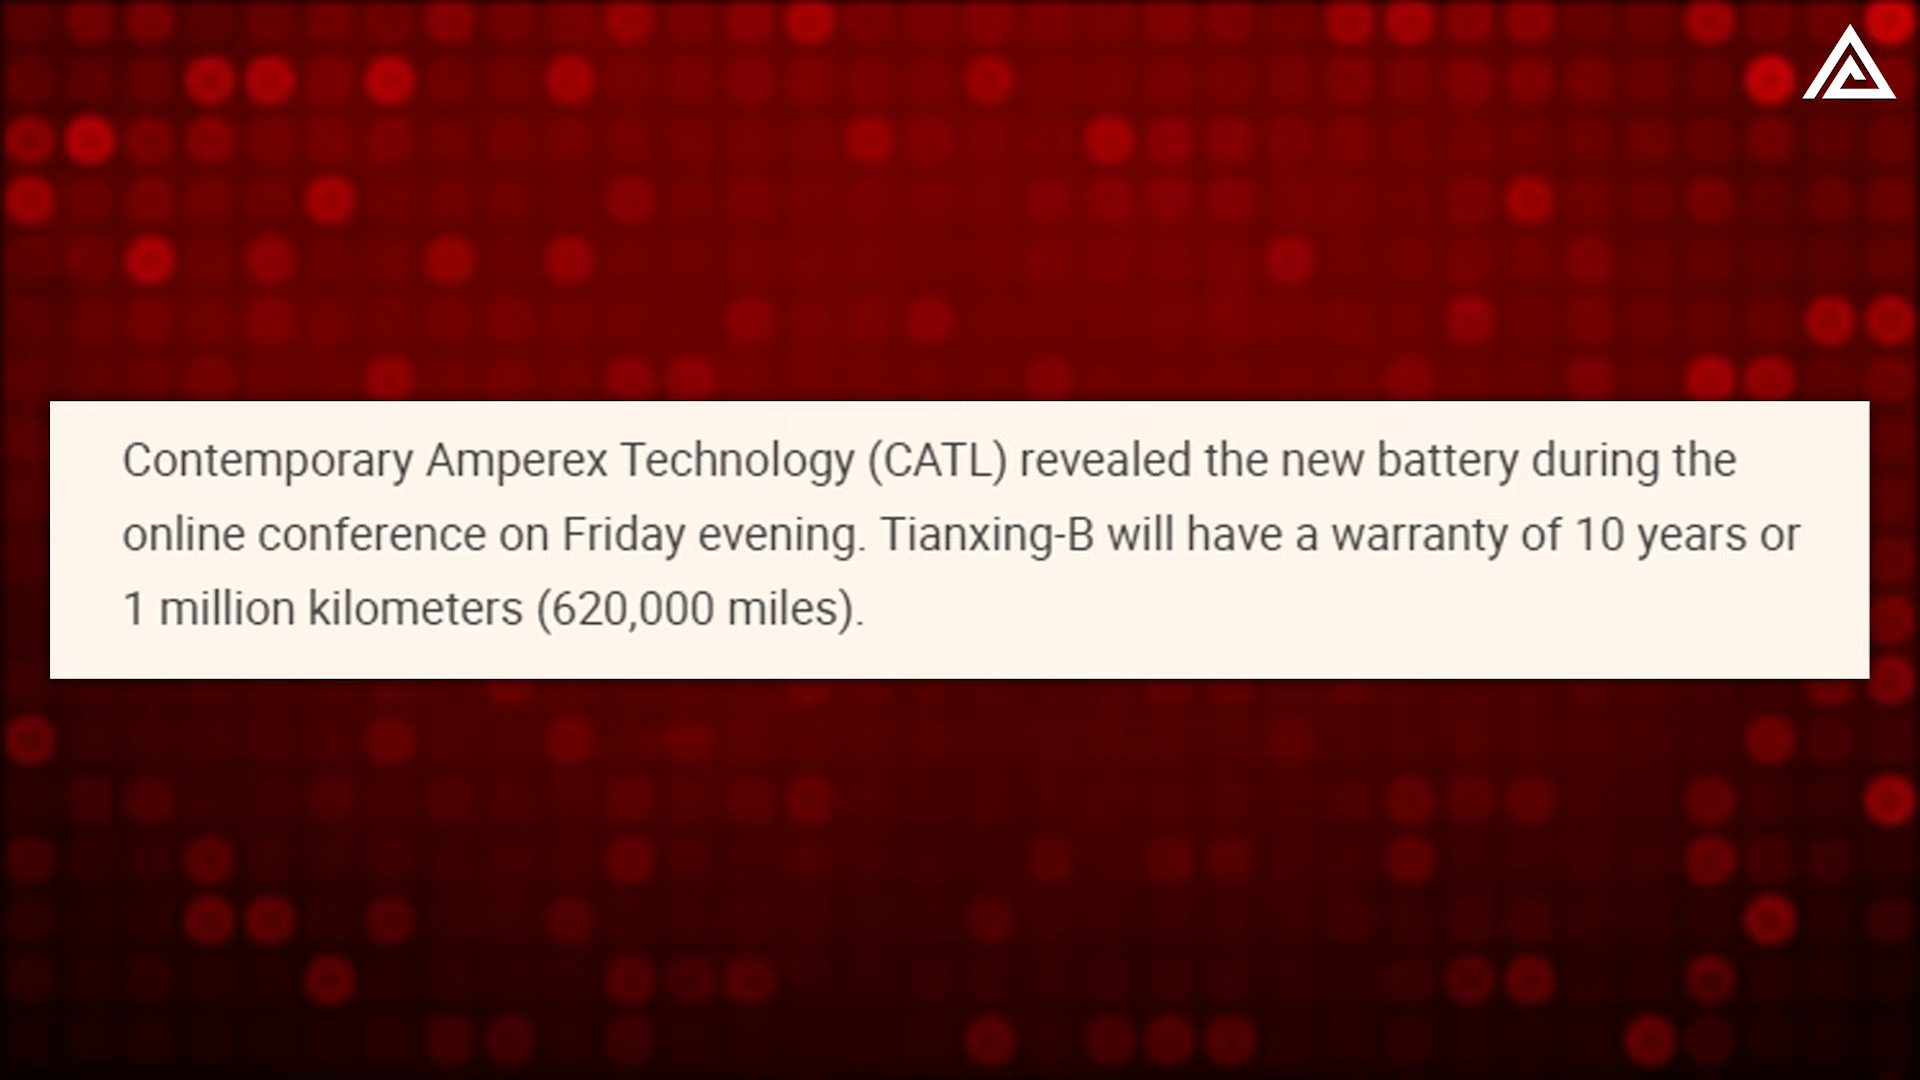 Contemporary Amperex Technology (CATL) revealed the new battery during the
online conference on Friday evening. Tianxing-B will have a warranty of 10 years or
1 million kilometers (620,000 miles).